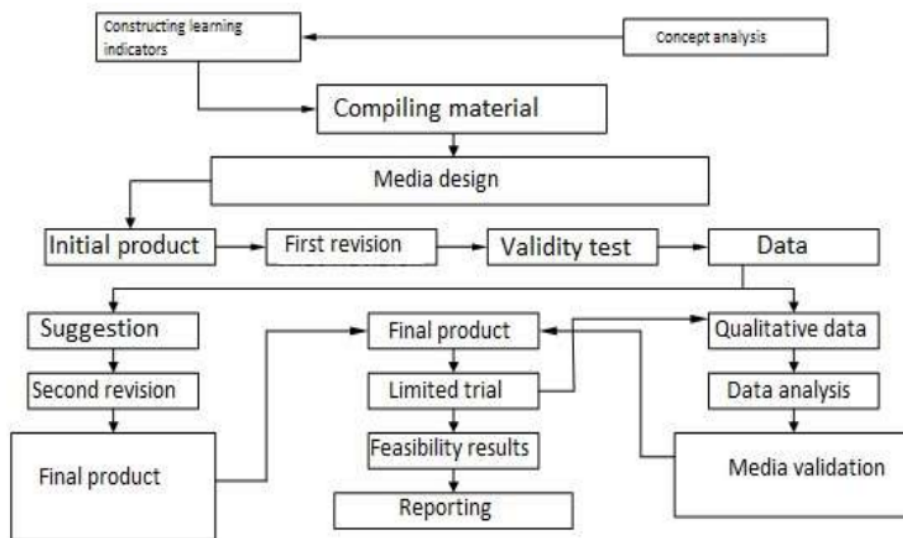 Constructing learning
indicators
Concept analysis
Compiling material
Media design
Initial product
First revision
Validity test
Data
Suggestion
Final product
Qualitative data
Second revision
Limited trial
Data analysis
Final product
Feasibility results
Media validation
Reporting